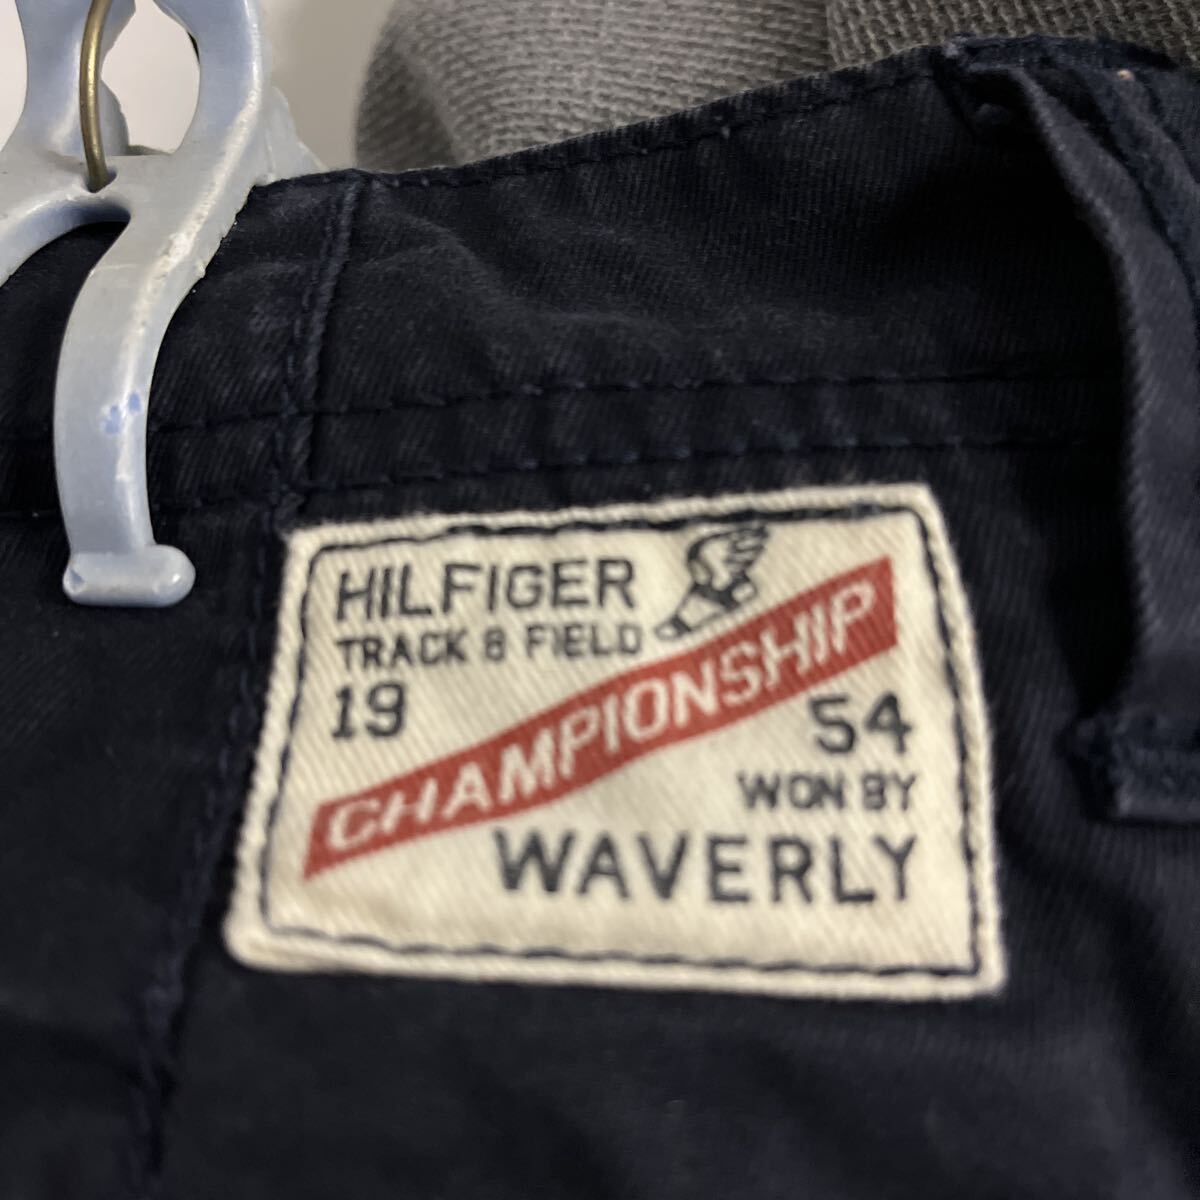 HILFIGER
TRACK & FIELD
19 54
CHAMPIONSHIP
WON BY
WAVERLY